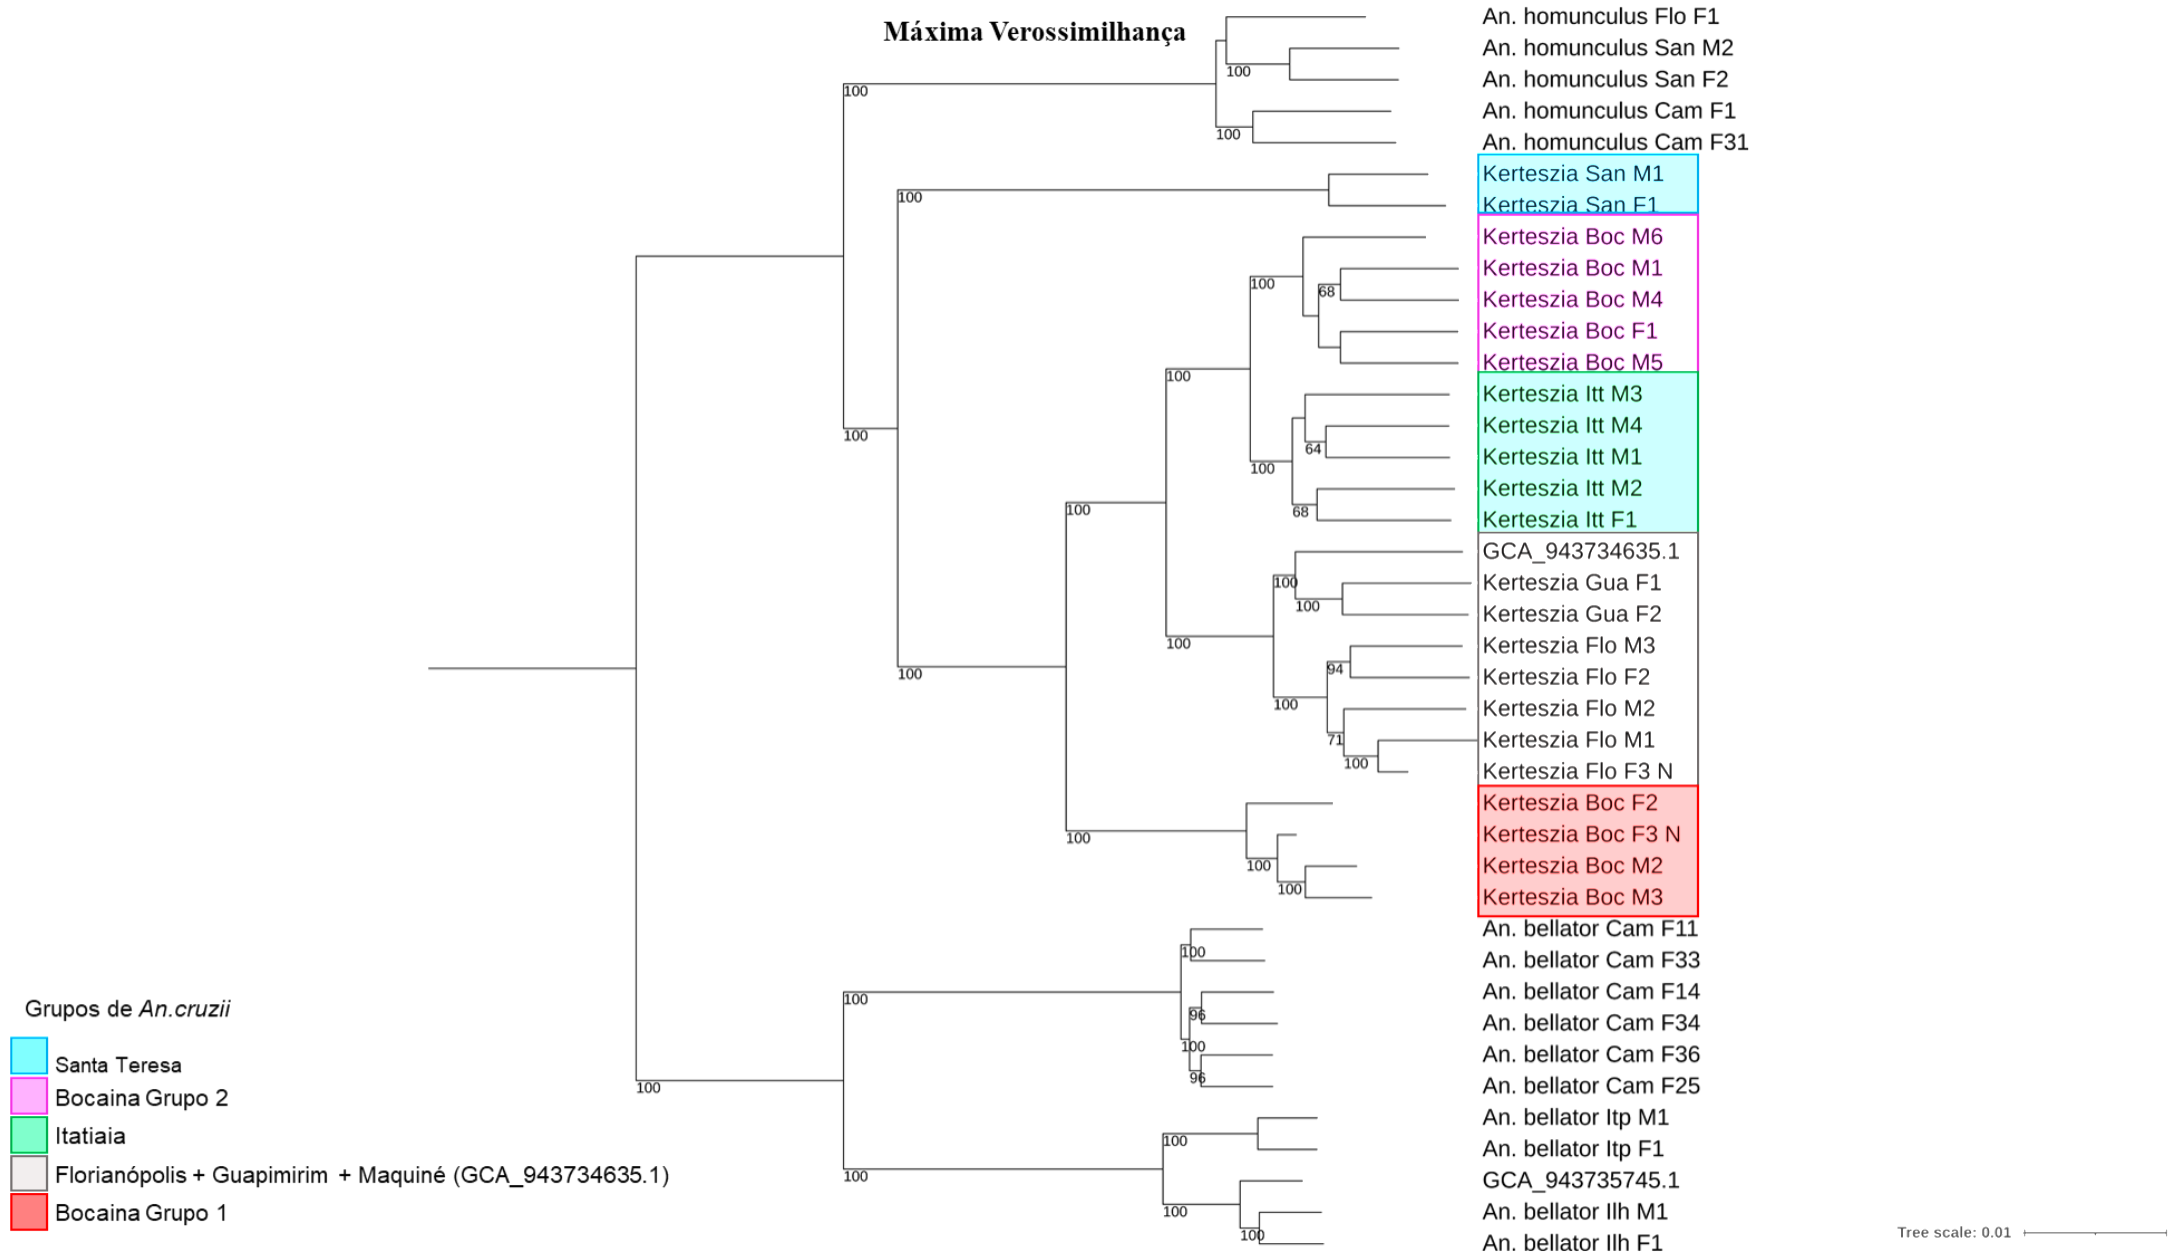 Máxima Verossimilhança
An. homunculus Flo F1
An. homunculus San M2
100
An. homunculus San F2
100
An. homunculus Cam F1
100
An. homunculus Cam F31
Kerteszia San M1
100
Kerteszia San F1
Kerteszia Boc M6
Kerteszia Boc M1
100
68
Kerteszia Boc M4
Kerteszia Boc F1
Kerteszia Boc M5
100
Kerteszia Itt M3
Kerteszia Itt M4
100
64
Kerteszia Itt M1
100
Kerteszia Itt M2
100
68
Kerteszia Itt F1
GCA_943734635.1
100
Kerteszia Gua F1
100
Kerteszia Gua F2
100
Kerteszia Flo M3
94
Kerteszia Flo F2
100
100
Kerteszia Flo M2
71
Kerteszia Flo M1
100
Kerteszia Flo F3 N
Kerteszia Boc F2
100
Kerteszia Boc F3 N
100
Kerteszia Boc M2
100
Kerteszia Boc M3
An. bellator Cam F11
100
An. bellator Cam F33
100
An. bellator Cam F14
96
An. bellator Cam F34
100
An. bellator Cam F36
96
An. bellator Cam F25
100
An. bellator Itp M1
100
An. bellator Itp F1
100
GCA_943735745.1
100
An. bellator Ilh M1
100
An. bellator Ilh F1
Grupos de An.cruzii
Santa Teresa
Bocaina Grupo 2
Itatiaia
Florianópolis + Guapimirim + Maquiné (GCA_943734635.1)
Bocaina Grupo 1
Tree scale: 0.01